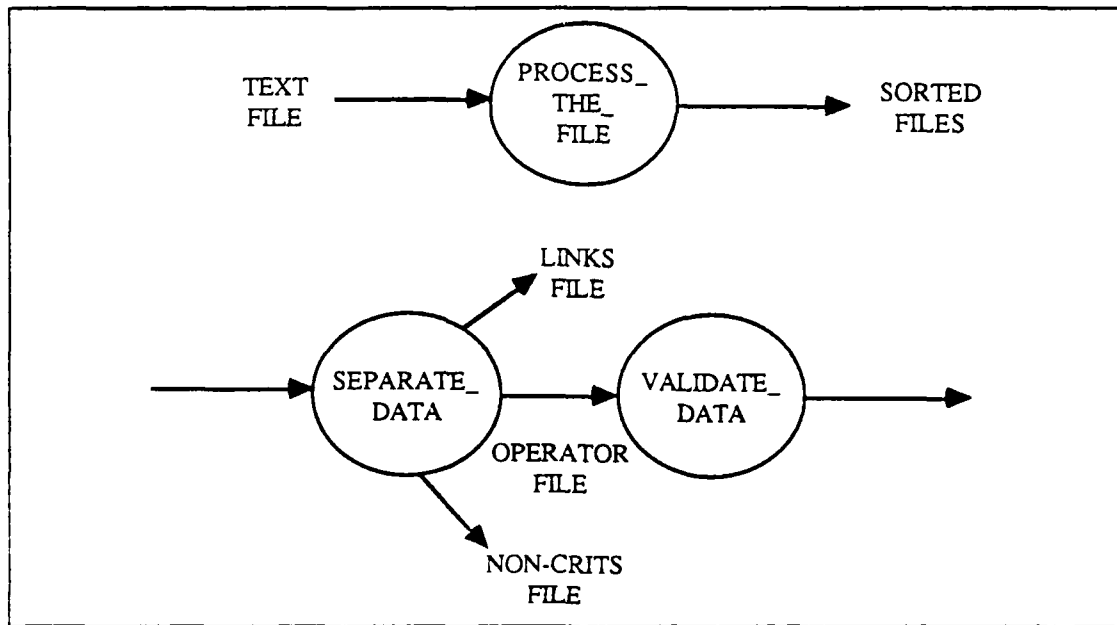 TEXT
FILE
PROCESS_
THE_
FILE
SORTED
FILES
LINKS
FILE
SEPARATE_
DATA
OPERATOR
FILE
VALIDATE_
DATA
NON-CRITS
FILE